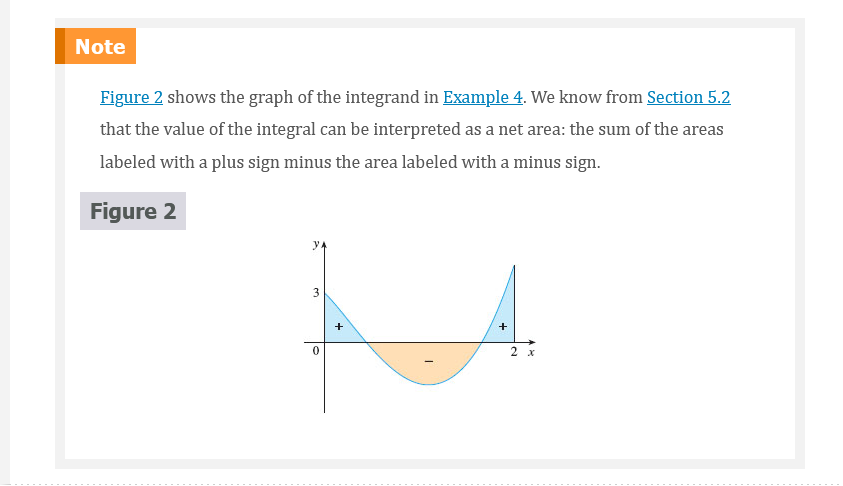 Note
Figure 2 shows the graph of the integrand in Example 4. We know from Section 5.2
that the value of the integral can be interpreted as a net area: the sum of the areas
labeled with a plus sign minus the area labeled with a minus sign.
Figure 2
y
3
+ +
0 2 x
−